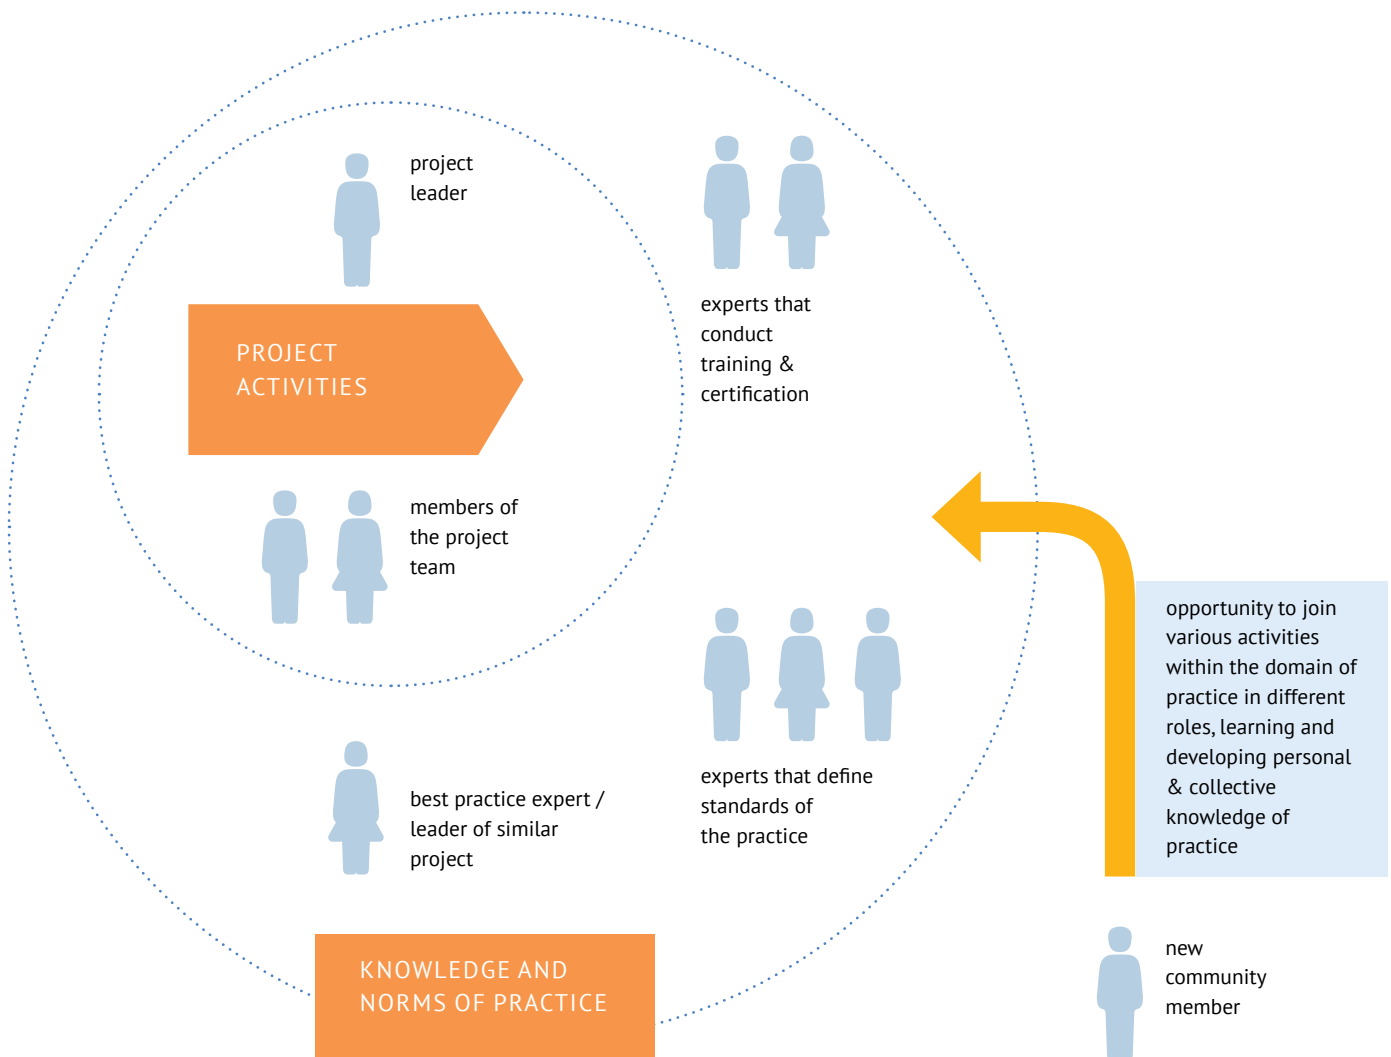 project
leader
PROJECT
ACTIVITIES
members of
the project
team
best practice expert /
leader of similar
project
KNOWLEDGE AND
NORMS OF PRACTICE
experts that
conduct
training &
certification
experts that define
standards of
the practice
opportunity to join
various activities
within the domain of
practice in different
roles, learning and
developing personal
& collective
knowledge of
practice
new
community
member